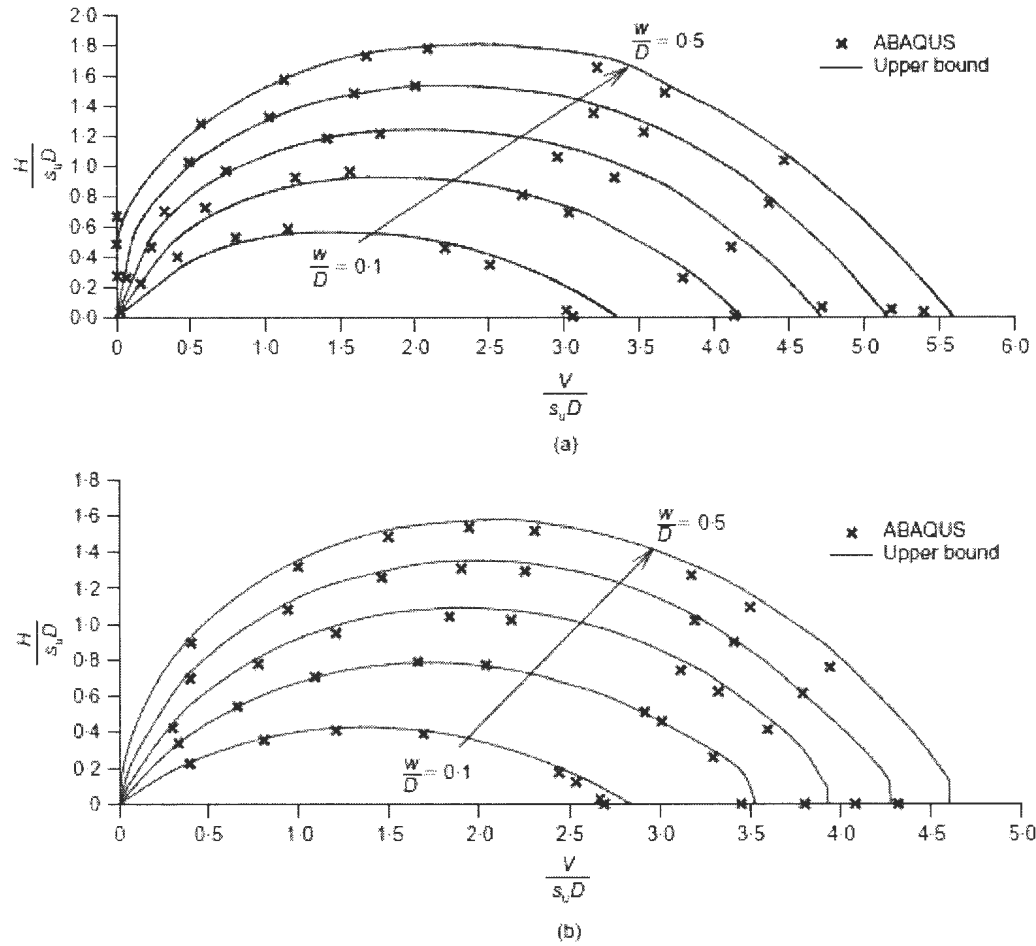 2·0
1·8
1·6
1·4
1·2
1·0
0·8
0·6
0·4
0·2
0·0
H
s_uD
w/D = 0·5
w/D = 0·1
× ABAQUS
— Upper bound
0 0·5 1·0 1·5 2·0 2·5 3·0 3·5 4·0 4·5 5·0 5·5 6·0
V
s_uD
(a)
1·8
1·6
1·4
1·2
1·0
0·8
0·6
0·4
0·2
0
H
s_uD
w/D = 0·5
w/D = 0·1
× ABAQUS
— Upper bound
0 0·5 1·0 1·5 2·0 2·5 3·0 3·5 4·0 4·5 5·0
V
s_uD
(b)